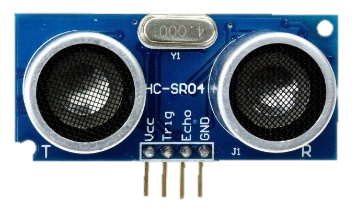 4.000
Y1
HC-SR04
Vcc
Trig
Echo
GND
T
J1
R